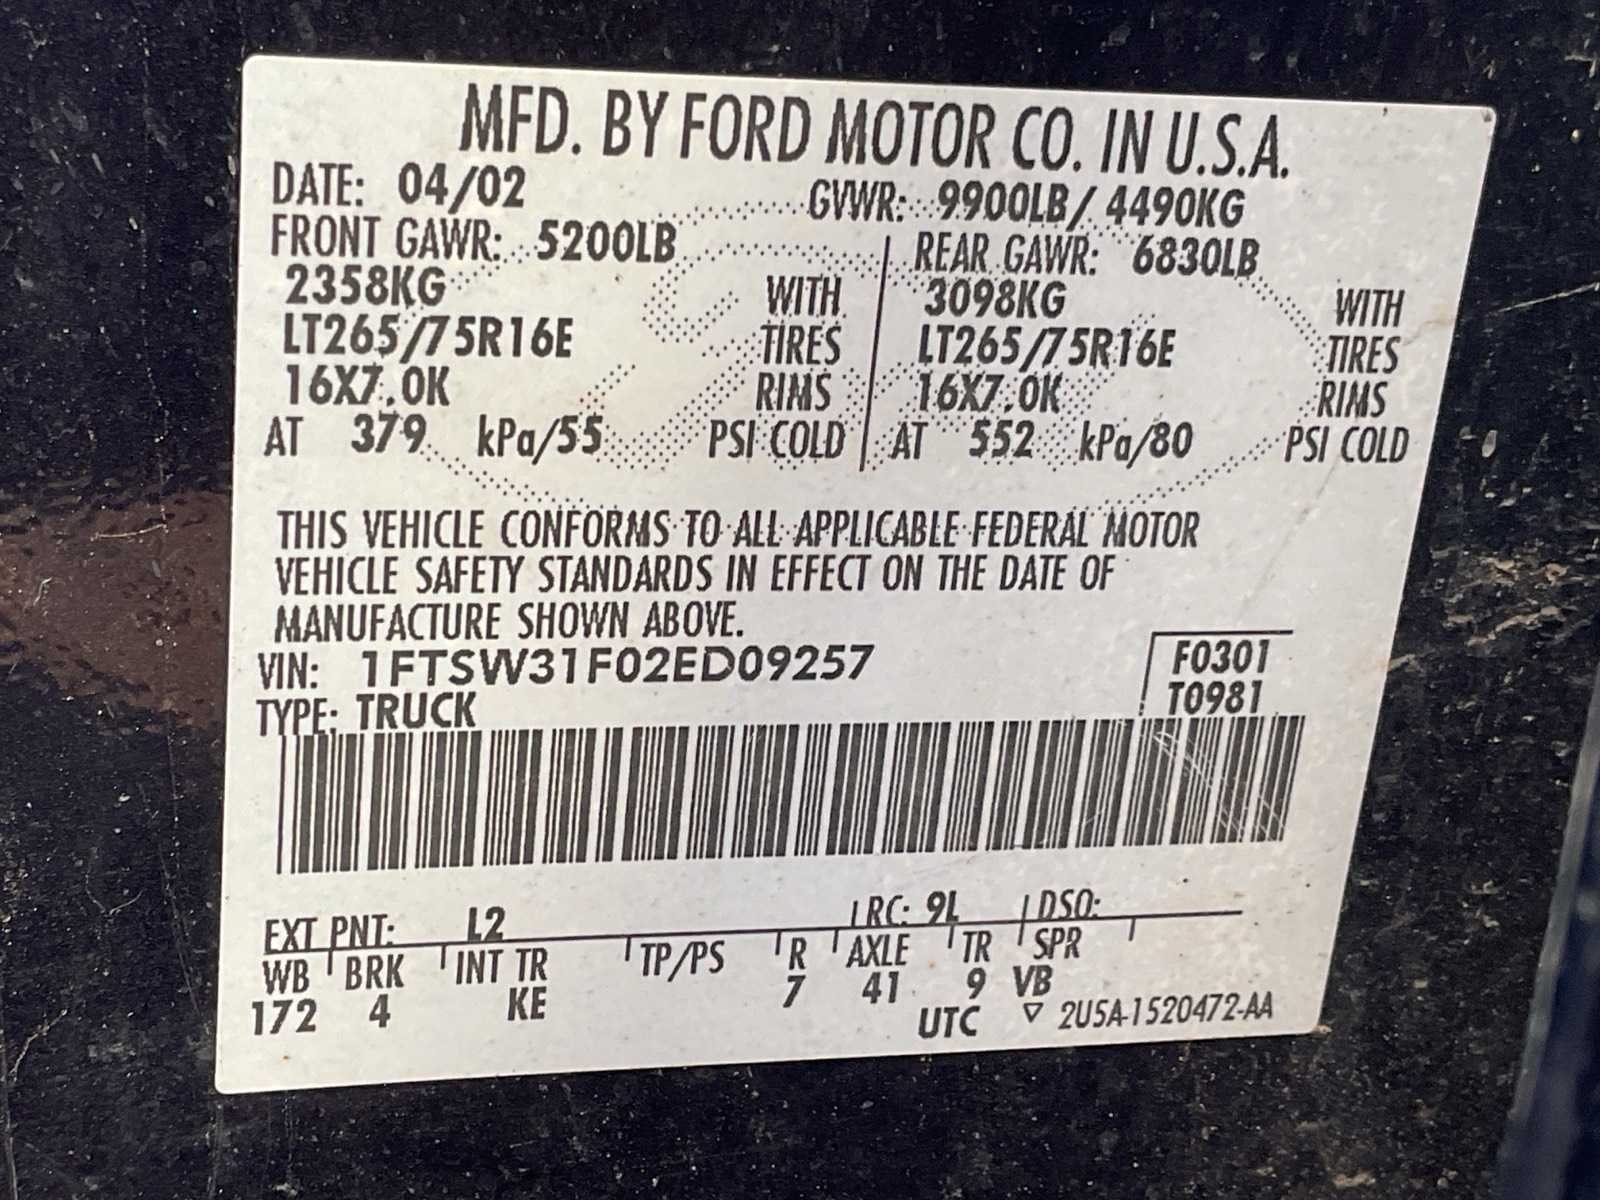 MFD. BY FORD MOTOR CO. IN U.S.A.
DATE: 04/02 GVWR: 9900LB/ 4490KG
FRONT GAWR: 5200LB REAR GAWR: 6830LB
2358KG WITH 3098KG WITH
LT265/75R16E TIRES LT265/75R16E TIRES
16X7.0K RIMS 16X7.0K RIMS
AT 379 kPa/55 PSI COLD AT 552 kPa/80 PSI COLD
THIS VEHICLE CONFORMS TO ALL APPLICABLE FEDERAL MOTOR
VEHICLE SAFETY STANDARDS IN EFFECT ON THE DATE OF
MANUFACTURE SHOWN ABOVE.
VIN: 1FTSW31F02ED09257 F0301
TYPE: TRUCK T0981
EXT PNT: L2 RC: 9L DSO:
WB BRK INT TR TP/PS R AXLE TR SPR
172 4 KE 7 41 9 VB
UTC ▽ 2U5A-1520472-AA